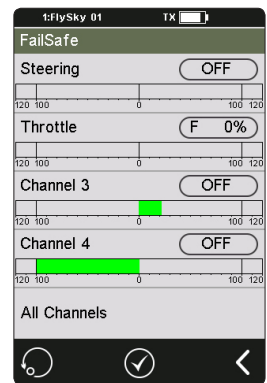 1:FlySky 01 TX
FailSafe
Steering OFF
120 100 0 100 120
Throttle F 0%
120 100 0 100 120
Channel 3 OFF
120 100 0 100 120
Channel 4 OFF
120 100 0 100 120
All Channels